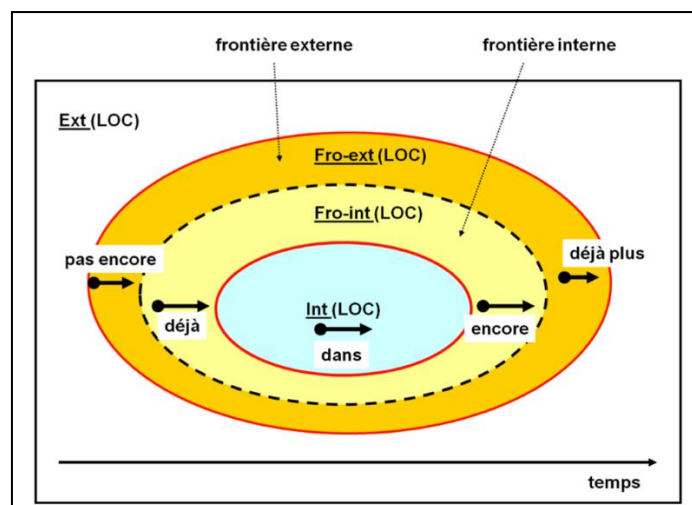 frontière externe
frontière interne
Ext (LOC)
Fro-ext (LOC)
Fro-int (LOC)
pas encore
déjà plus
déjà
Int (LOC)
encore
dans
temps